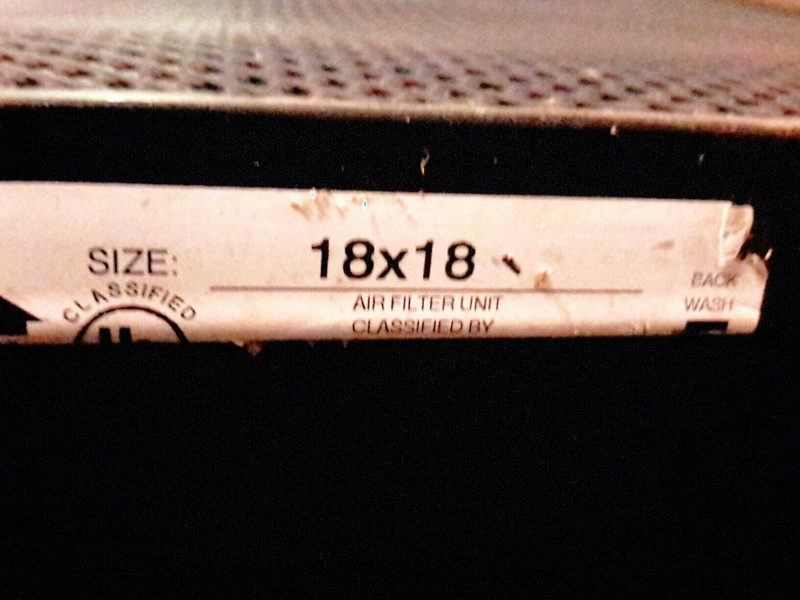 SIZE: 18x18
CLASSIFIED
AIR FILTER UNIT
CLASSIFIED BY
BACK
WASH